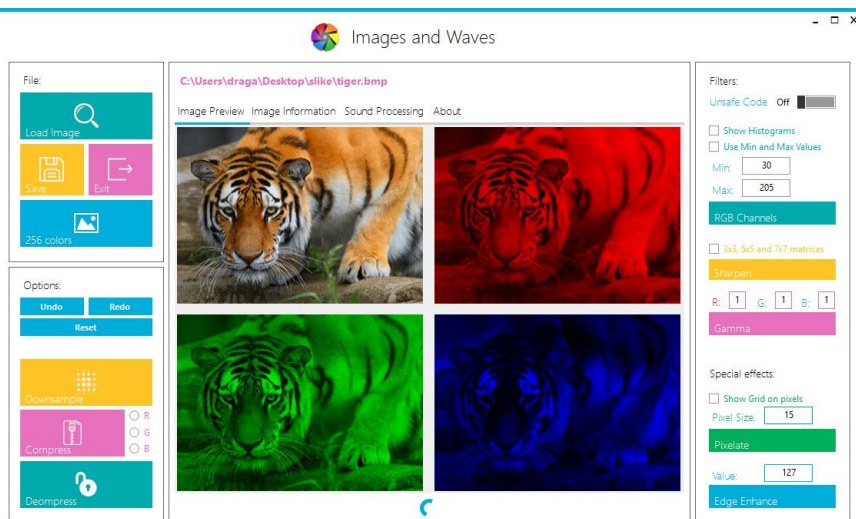 Images and Waves
File:
Load Image
Save
Exit
256 colors
Options:
Undo
Redo
Reset
Downsample
Compress
R
G
B
Deompress
C:\Users\draga\Desktop\slike\tiger.bmp
Image Preview Image Information Sound Processing About
Filters:
Unsafe Code Off
Show Histograms
Use Min and Max Values
Min: 30
Max: 205
RGB Channels
3x3, 5x5 and 7x7 matrices
Sharpen
R: 1 G: 1 B: 1
Gamma
Special effects:
Show Grid on pixels
Pixel Size: 15
Pixelate
Value: 127
Edge Enhance